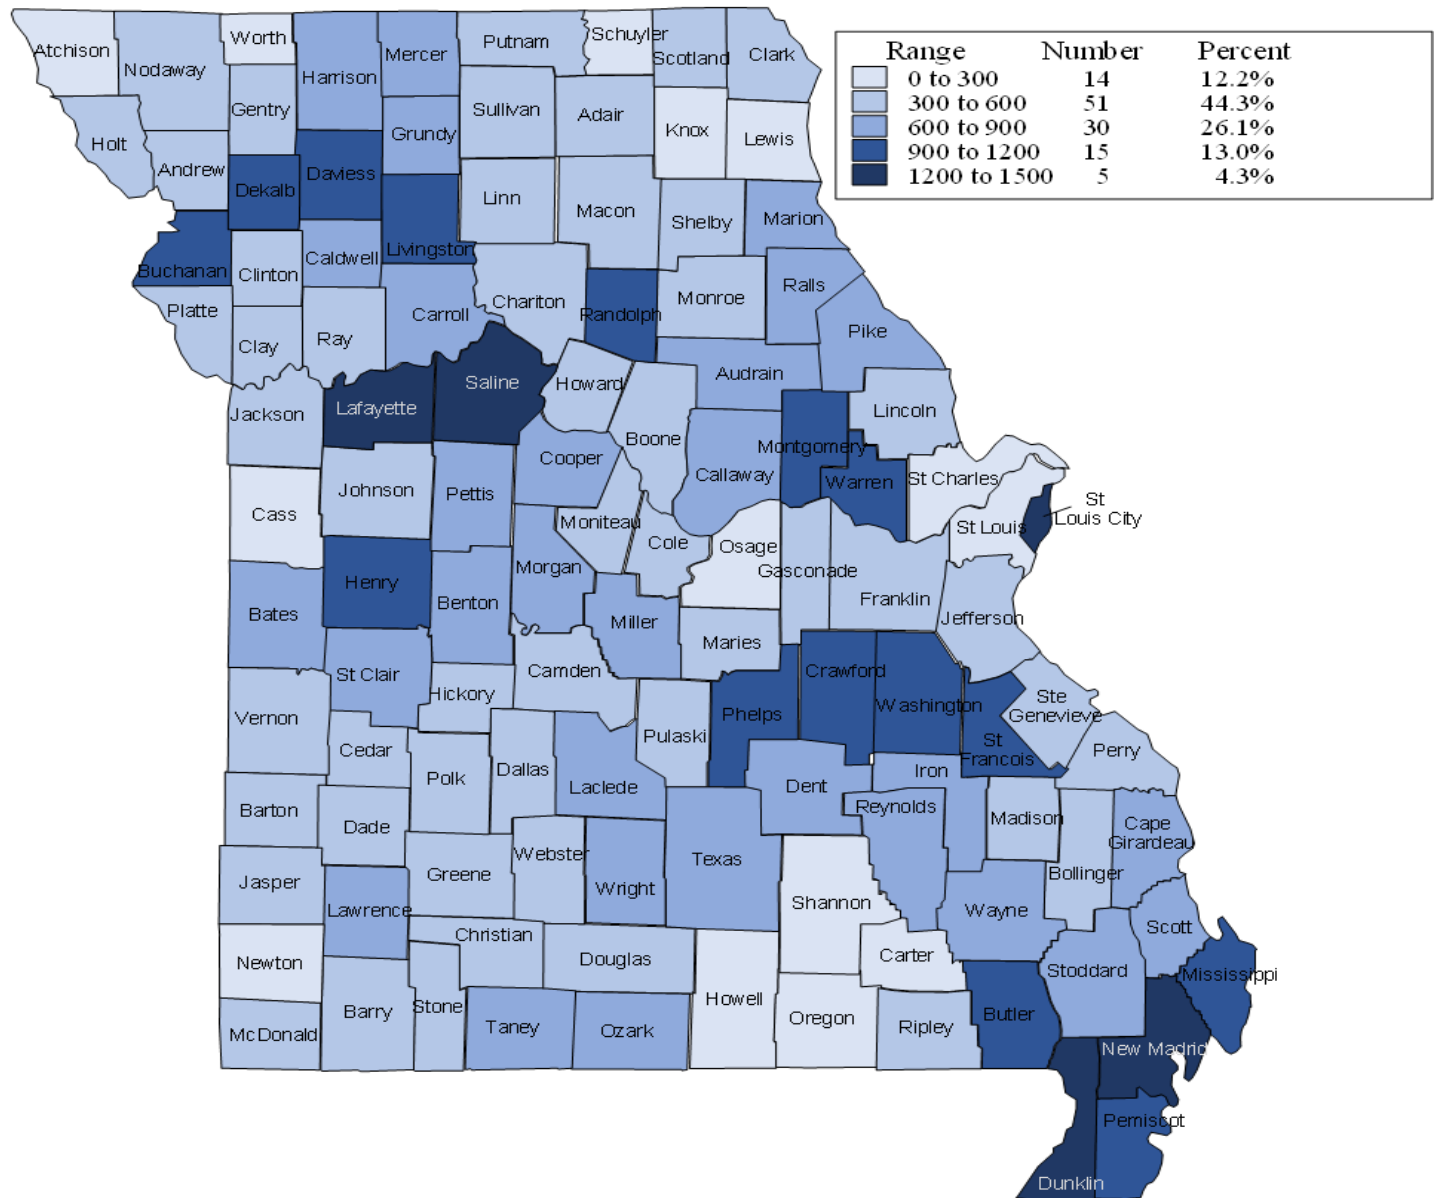 Range Number Percent
0 to 300 14 12.2%
300 to 600 51 44.3%
600 to 900 30 26.1%
900 to 1200 15 13.0%
1200 to 1500 5 4.3%
Atchison
Nodaway
Worth
Harrison
Mercer
Putnam
Schuyler
Scotland
Clark
Holt
Andrew
Gentry
Dekalb
Daviess
Grundy
Sullivan
Adair
Knox
Lewis
Livingston
Linn
Macon
Shelby
Marion
Buchanan
Clinton
Caldwell
Carroll
Chariton
Randolph
Monroe
Ralls
Pike
Platte
Clay
Ray
Jackson
Lafayette
Saline
Howard
Boone
Audrain
Callaway
Montgomery
Lincoln
Warren
St Charles
St Louis
St
Louis City
Cass
Johnson
Pettis
Cooper
Moniteau
Cole
Osage
Gasconade
Franklin
Jefferson
Bates
Henry
Benton
Morgan
Miller
Maries
Crawford
Washington
St
Francois
Ste
Genevieve
Perry
Vernon
St Clair
Hickory
Camden
Pulaski
Phelps
Dent
Iron
Reynolds
Madison
Bollinger
Cape
Girardeau
Barton
Cedar
Polk
Dallas
Laclede
Dade
Jasper
Greene
Webster
Wright
Texas
Shannon
Wayne
Scott
Lawrence
Christian
Douglas
Newton
Howell
Carter
Stoddard
Mississippi
McDonald
Barry
Stone
Taney
Ozark
Oregon
Ripley
Butler
New Madrid
Pemiscot
Dunklin